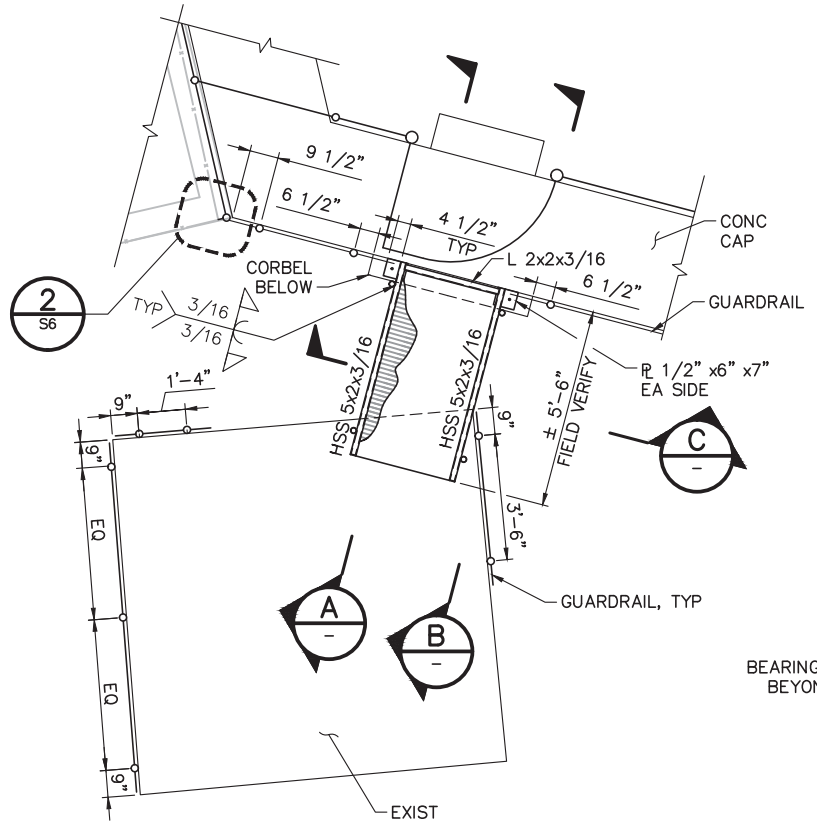 9 1/2"
6 1/2"
4 1/2"
TYP
L 2x2x3/16
CONC
CAP
6 1/2"
CORBEL
BELOW
GUARDRAIL
2
S6
TYP
3/16
3/16
HSS 5x2x3/16
HSS 5x2x3/16
± 5'-6"
FIELD VERIFY
PL 1/2" x6" x7"
EA SIDE
1'-4"
9"
9"
9"
C
-
EQ
3'-6"
A
-
B
-
GUARDRAIL, TYP
EQ
BEARING
BEYON
9"
EXIST